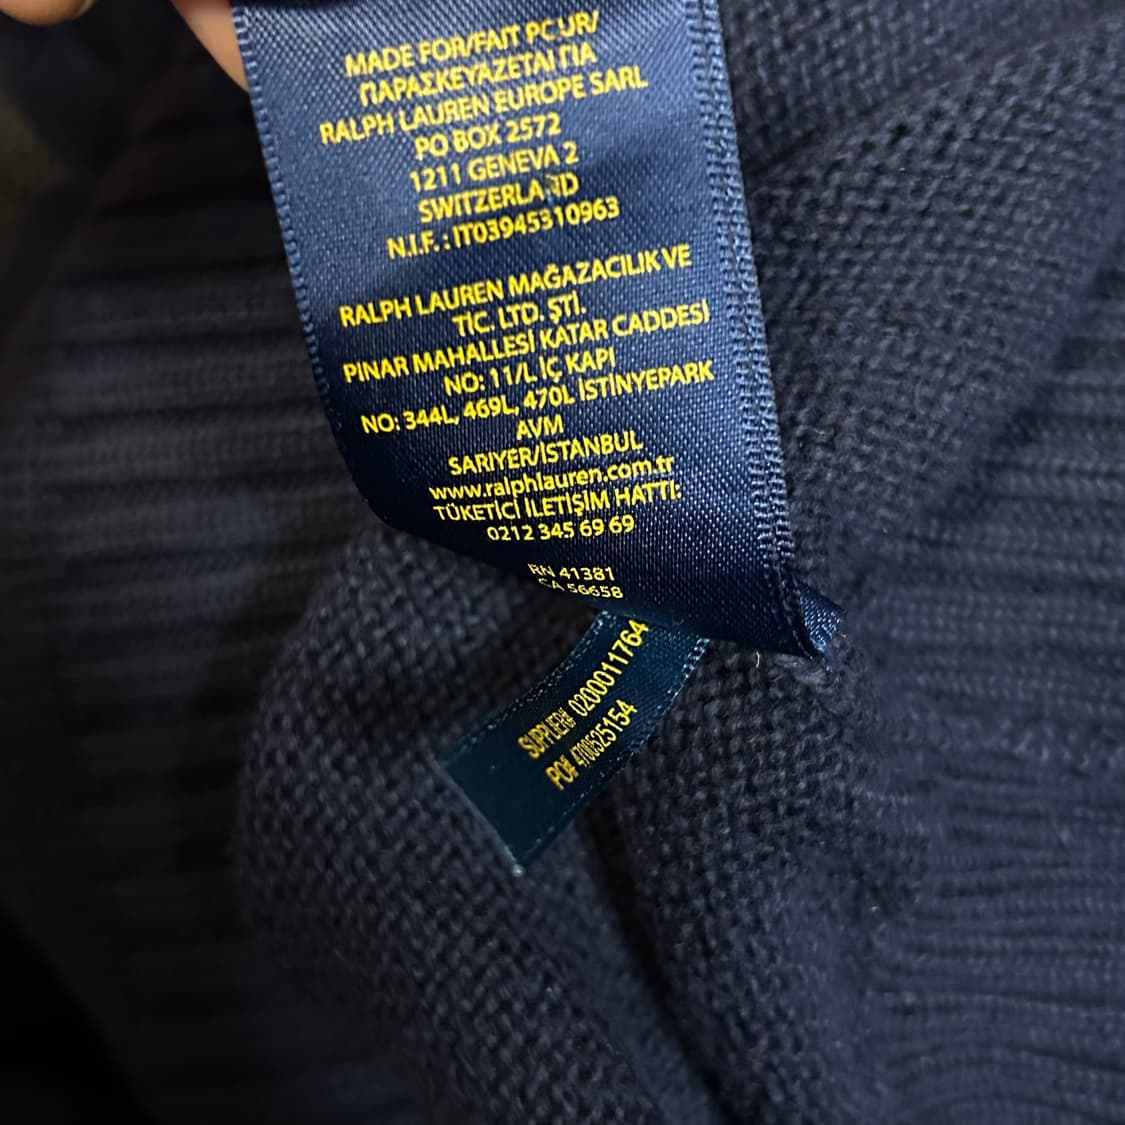 MADE FOR/FAIT POUR/
ΠΑΡΑΣΚΕΥΑΖΕΤΑΙ ΓΙΑ
RALPH LAUREN EUROPE SARL
PO BOX 2572
1211 GENEVA 2
SWITZERLAND
N.I.F. : IT03945310963
RALPH LAUREN MAĞAZACILIK VE
TİC. LTD. ŞTİ.
PINAR MAHALLESİ KATAR CADDESİ
NO: 11/L İÇ KAPI
NO: 344L, 469L, 470L İSTİNYEPARK
AVM
SARIYER/İSTANBUL
www.ralphlauren.com.tr
TÜKETİCİ İLETİŞİM HATTI:
0212 345 69 69
RN 41381
CA 56658
SUPPLIER# 0200011764
PO# 4700525154